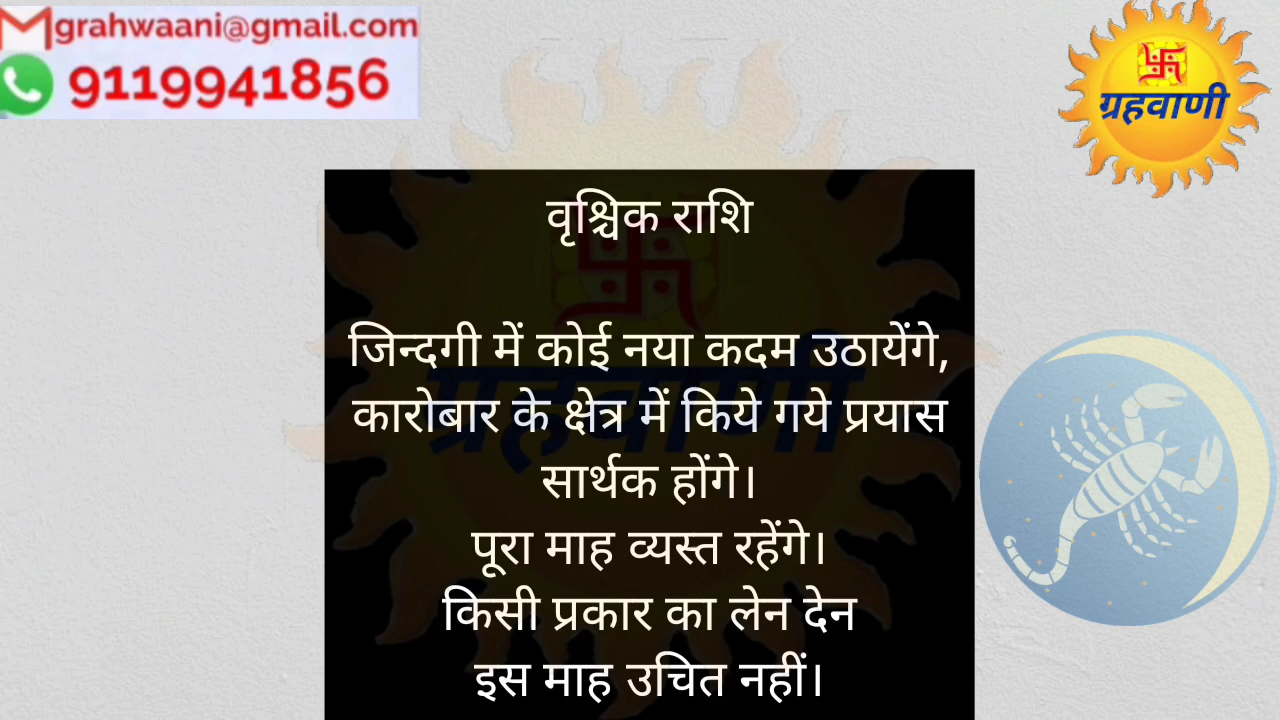 grahwaani@gmail.com
9119941856
ग्रहवाणी
वृश्चिक राशि
जिन्दगी में कोई नया कदम उठायेंगे,
कारोबार के क्षेत्र में किये गये प्रयास
सार्थक होंगे।
पूरा माह व्यस्त रहेंगे।
किसी प्रकार का लेन देन
इस माह उचित नहीं।